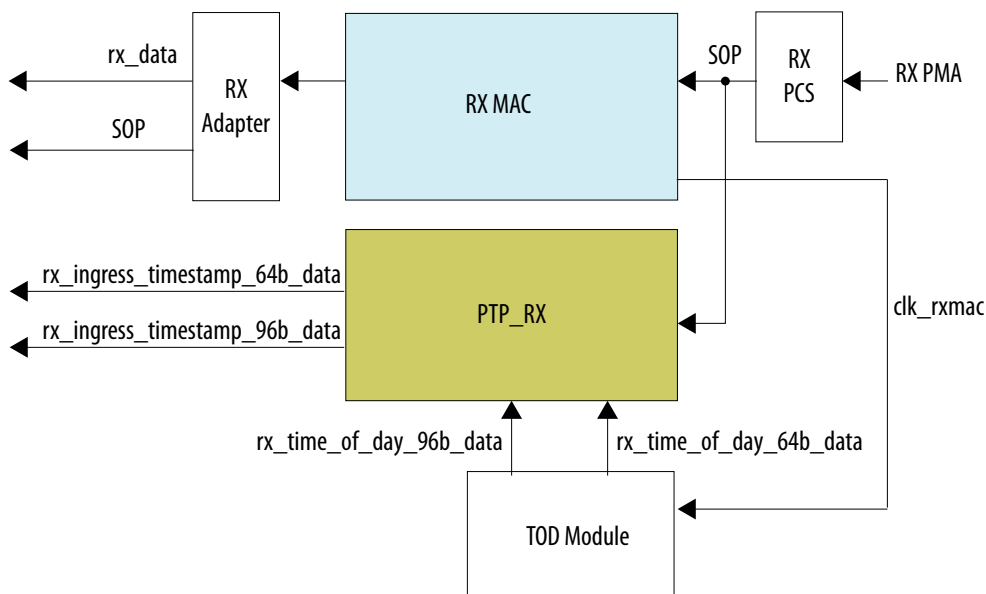 rx_data
SOP
RX
Adapter
RX MAC
SOP
RX
PCS
RX PMA
rx_ingress_timestamp_64b_data
rx_ingress_timestamp_96b_data
PTP_RX
clk_rxmac
rx_time_of_day_96b_data
rx_time_of_day_64b_data
TOD Module